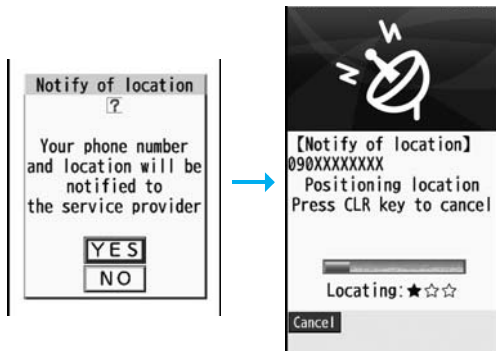 Notify of location
?
Your phone number
and location will be
notified to
the service provider
YES
NO
【Notify of location】
090XXXXXXXX
Positioning location
Press CLR key to cancel
Locating:★☆☆
Cancel